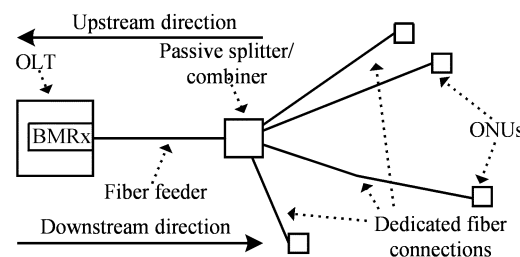 Upstream direction
OLT
Passive splitter/
combiner
BMRx
ONUs
Fiber feeder
Downstream direction
Dedicated fiber
connections